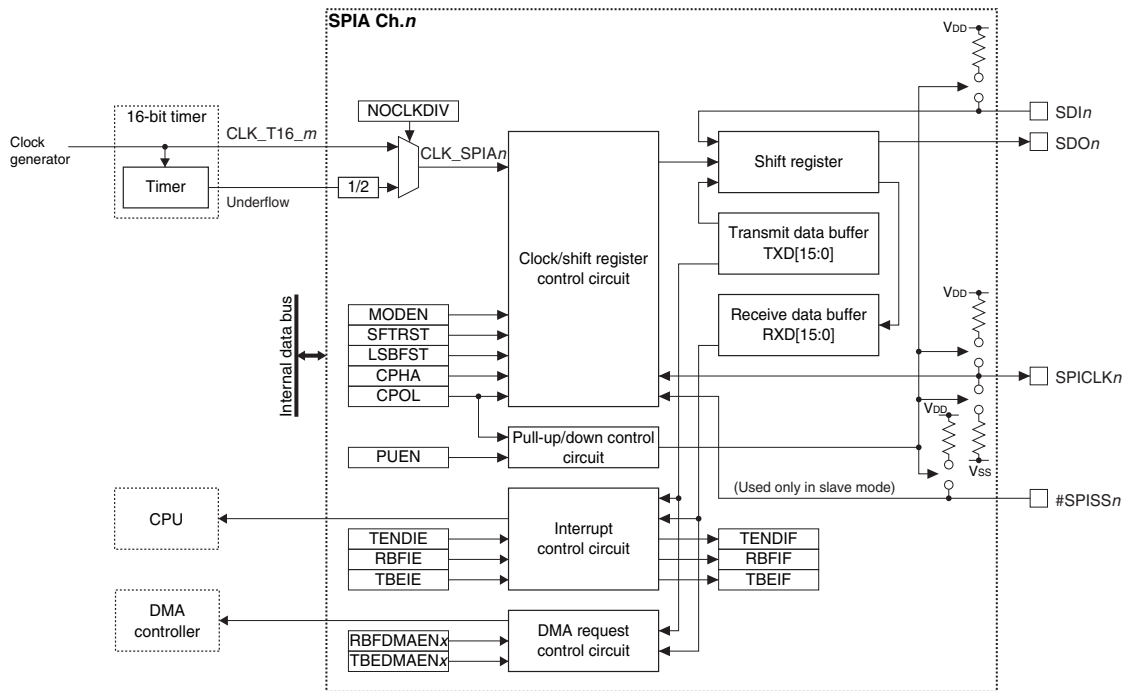 SPIA Ch.n
VDD
16-bit timer
NOCLKDIV
SDIn
Clock
generator
CLK_T16_m
CLK_SPIAn
SDOn
Shift register
Timer
1/2
Underflow
Transmit data buffer
TXD[15:0]
Clock/shift register
control circuit
VDD
Internal data bus
MODEN
SFTRST
LSBFST
CPHA
CPOL
Receive data buffer
RXD[15:0]
SPICLKn
VDD
PUEN
Pull-up/down control
circuit
VSS
(Used only in slave mode)
#SPISSn
CPU
TENDIE
RBFIE
TBEIE
Interrupt
control circuit
TENDIF
RBFIF
TBEIF
DMA
controller
RBFDMAENx
TBEDMAENx
DMA request
control circuit